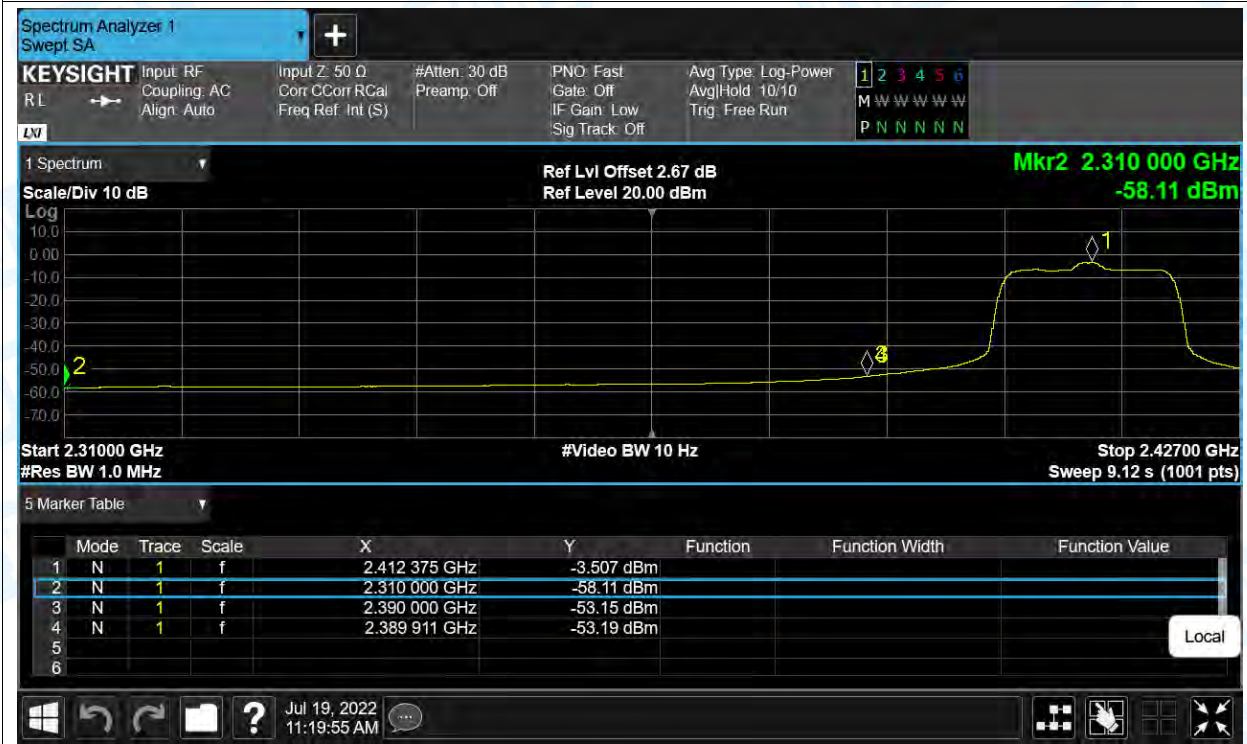 Spectrum Analyzer 1
Swept SA
KEYSIGHT
R L
LXI
Input: RF
Coupling: AC
Align: Auto
Input Z: 50 Ω
Corr CCorr RCal
Freq Ref: Int (S)
#Atten: 30 dB
Preamp: Off
PNO: Fast
Gate: Off
IF Gain: Low
Sig Track: Off
Avg Type: Log-Power
Avg|Hold: 10/10
Trig: Free Run
1 2 3 4 5 6
M W W W W W
P N N N N N
1 Spectrum
Scale/Div 10 dB
Ref Lvl Offset 2.67 dB
Ref Level 20.00 dBm
Mkr2 2.310 000 GHz
-58.11 dBm
Log
10.0
0.00
-10.0
-20.0
-30.0
-40.0
-50.0
-60.0
-70.0
1
2
Start 2.31000 GHz
#Res BW 1.0 MHz
#Video BW 10 Hz
Stop 2.42700 GHz
Sweep 9.12 s (1001 pts)
5 Marker Table
Mode Trace Scale X Y Function Function Width Function Value
1 N 1 f 2.412 375 GHz -3.507 dBm
2 N 1 f 2.310 000 GHz -58.11 dBm
3 N 1 f 2.390 000 GHz -53.15 dBm
4 N 1 f 2.389 911 GHz -53.19 dBm
5
6
Local
?
Jul 19, 2022
11:19:55 AM